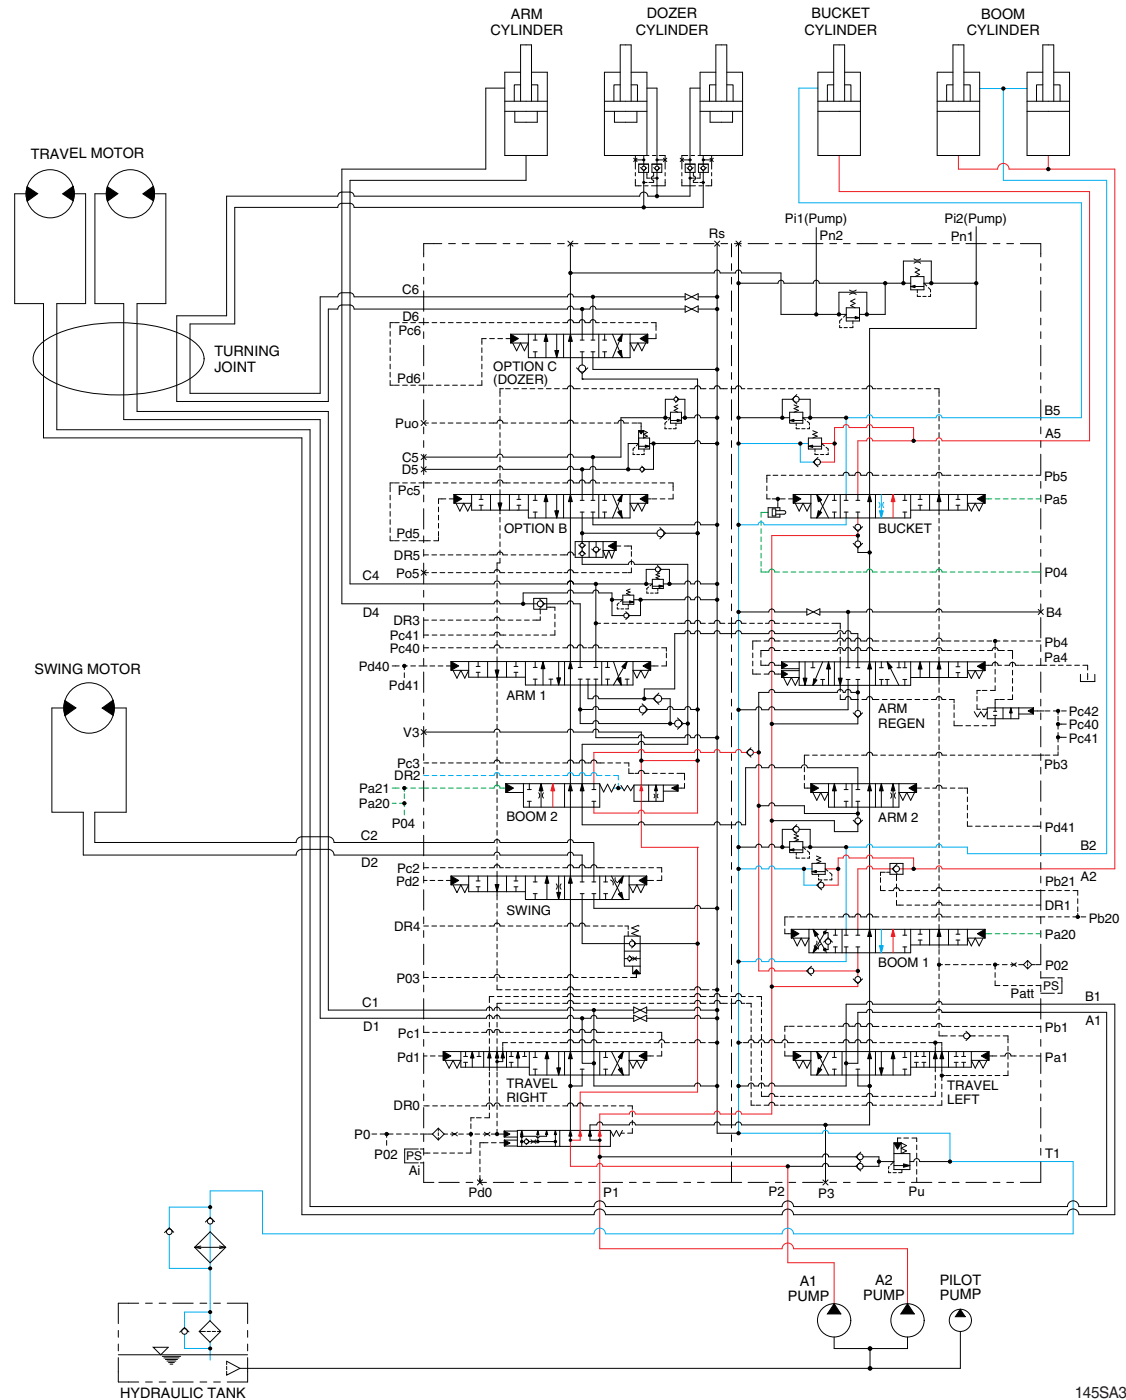 ARM
CYLINDER
DOZER
CYLINDER
BUCKET
CYLINDER
BOOM
CYLINDER
TRAVEL MOTOR
TURNING
JOINT
SWING MOTOR
Rs
Pi1(Pump)
Pn2
Pi2(Pump)
Pn1
C6
D6
Pc6
Pd6
OPTION C
(DOZER)
Puo
C5
D5
Pc5
Pd5
OPTION B
DR5
Po5
C4
D4
DR3
Pc41
Pc40
Pd40
Pd41
ARM 1
V3
Pc3
DR2
Pa21
Pa20
P04
BOOM 2
C2
D2
Pc2
Pd2
SWING
DR4
P03
C1
D1
Pc1
Pd1
TRAVEL
RIGHT
DR0
P0
P02
PS
Ai
Pd0
P1
P2
P3
Pu
B5
A5
Pb5
Pa5
BUCKET
P04
B4
Pb4
Pa4
ARM
REGEN
Pc42
Pc40
Pc41
Pb3
ARM 2
Pd41
B2
A2
Pb21
DR1
Pb20
Pa20
BOOM 1
P02
PS
Patt
B1
A1
Pb1
Pa1
TRAVEL
LEFT
T1
A1
PUMP
A2
PUMP
PILOT
PUMP
HYDRAULIC TANK
145SA3